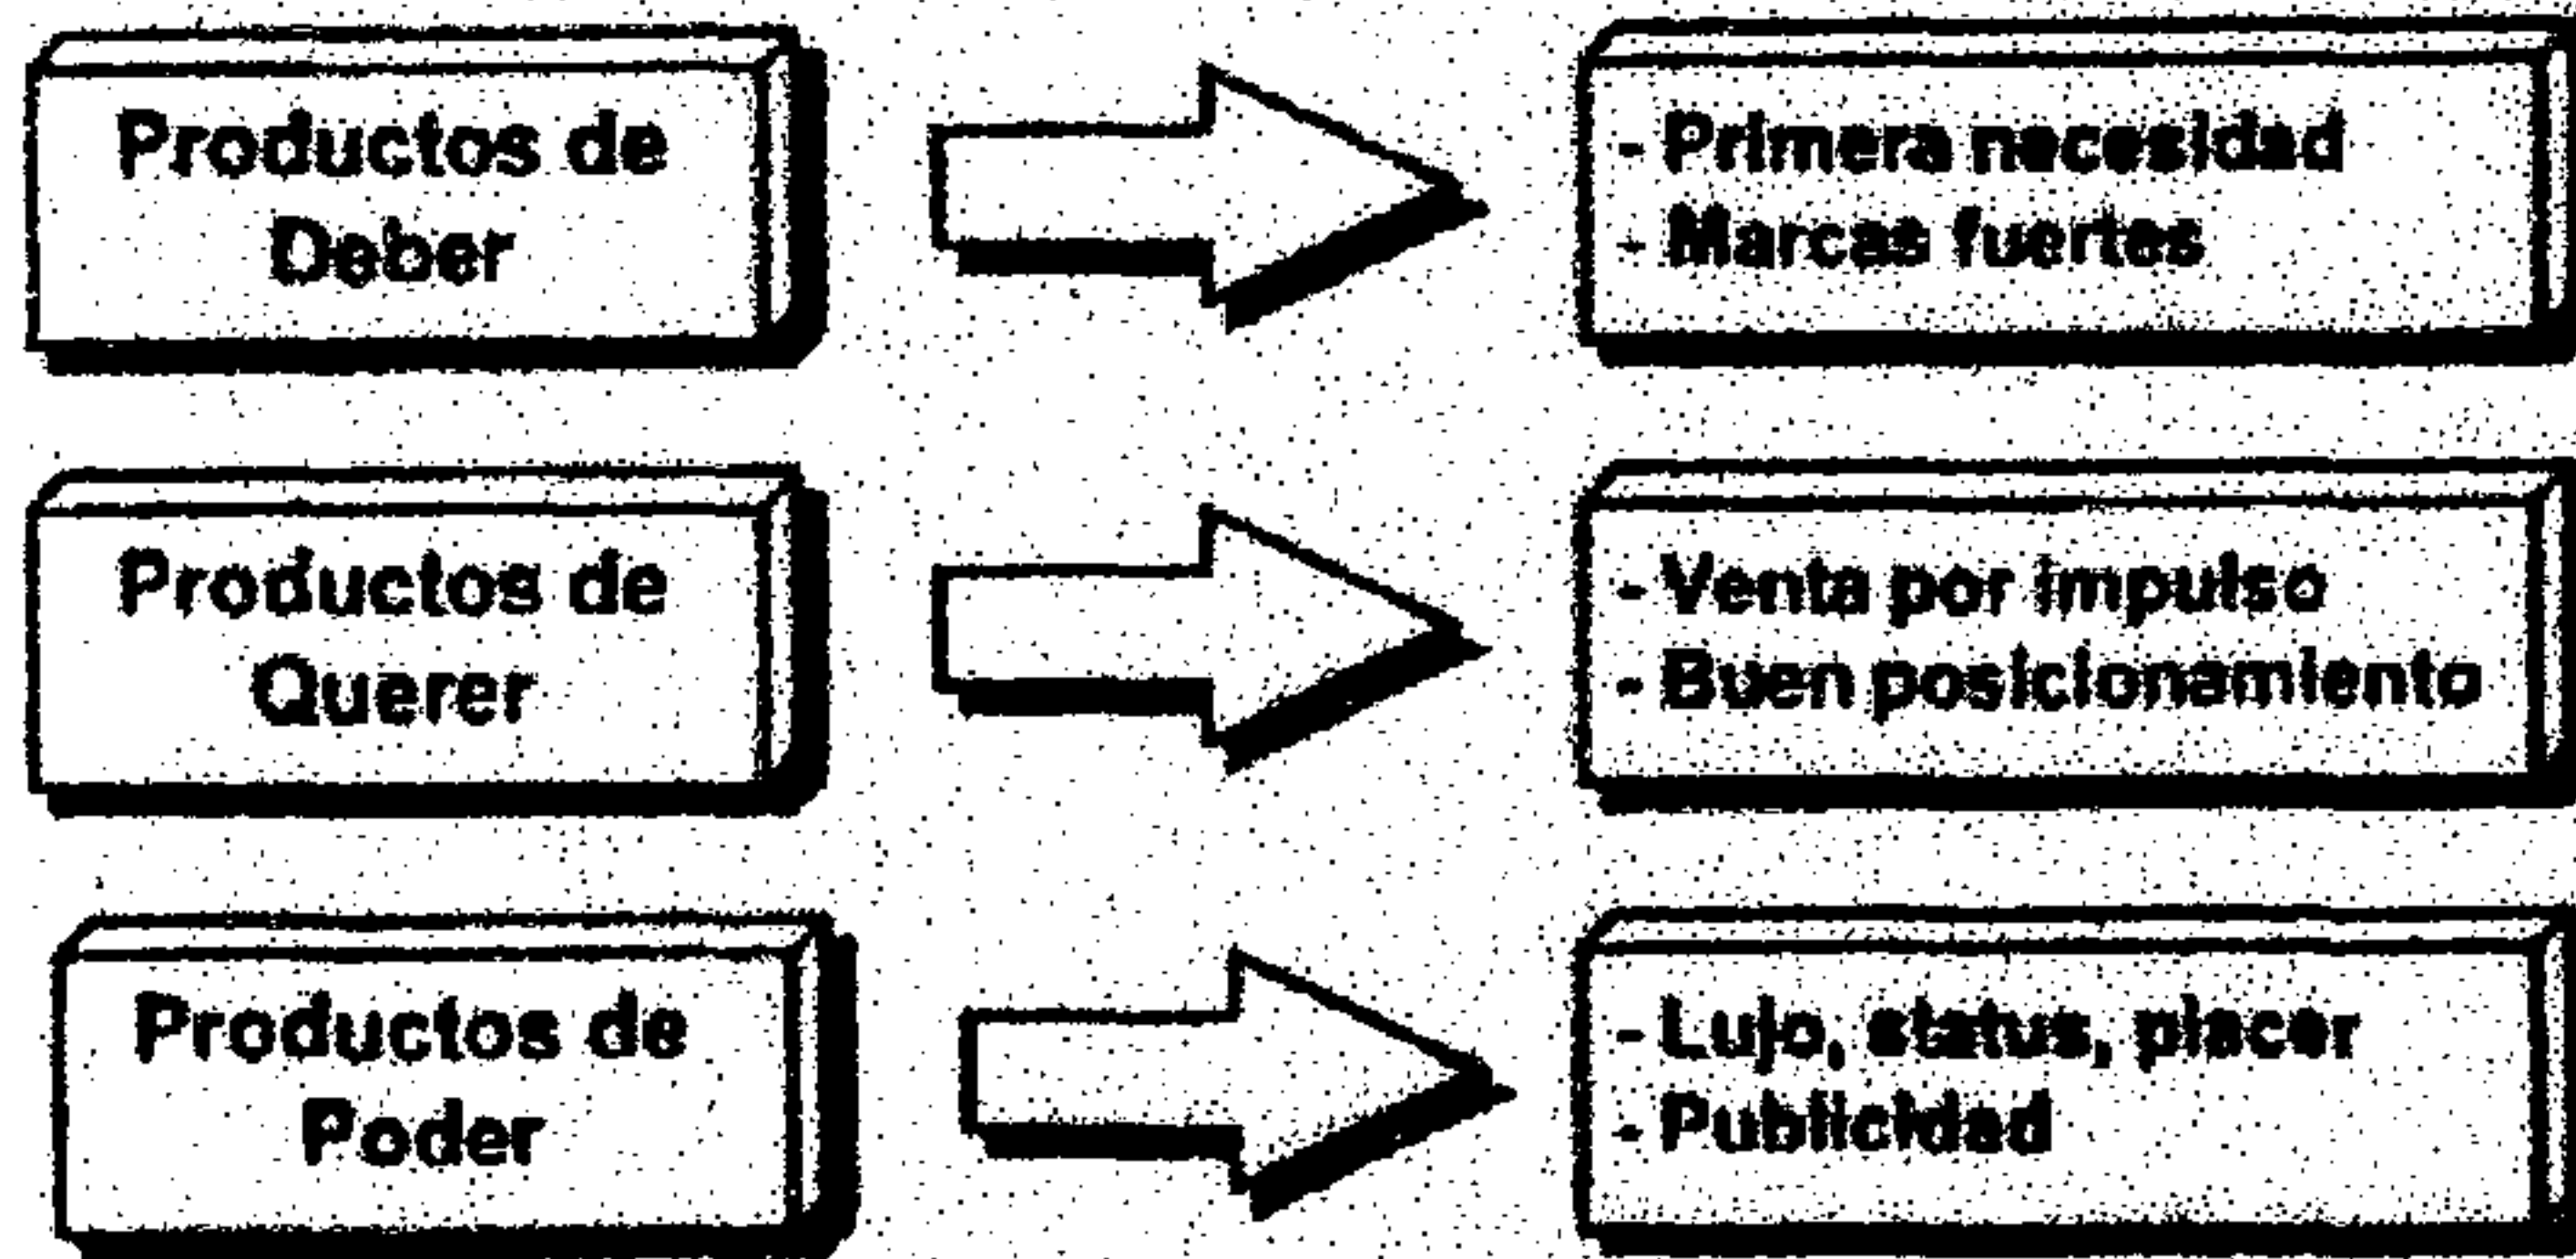 Productos de
Deber
- Primera necesidad
- Marcas fuertes
Productos de
Querer
- Venta por impulso
- Buen posicionamiento
Productos de
Poder
- Lujo, status, placer
- Publicidad